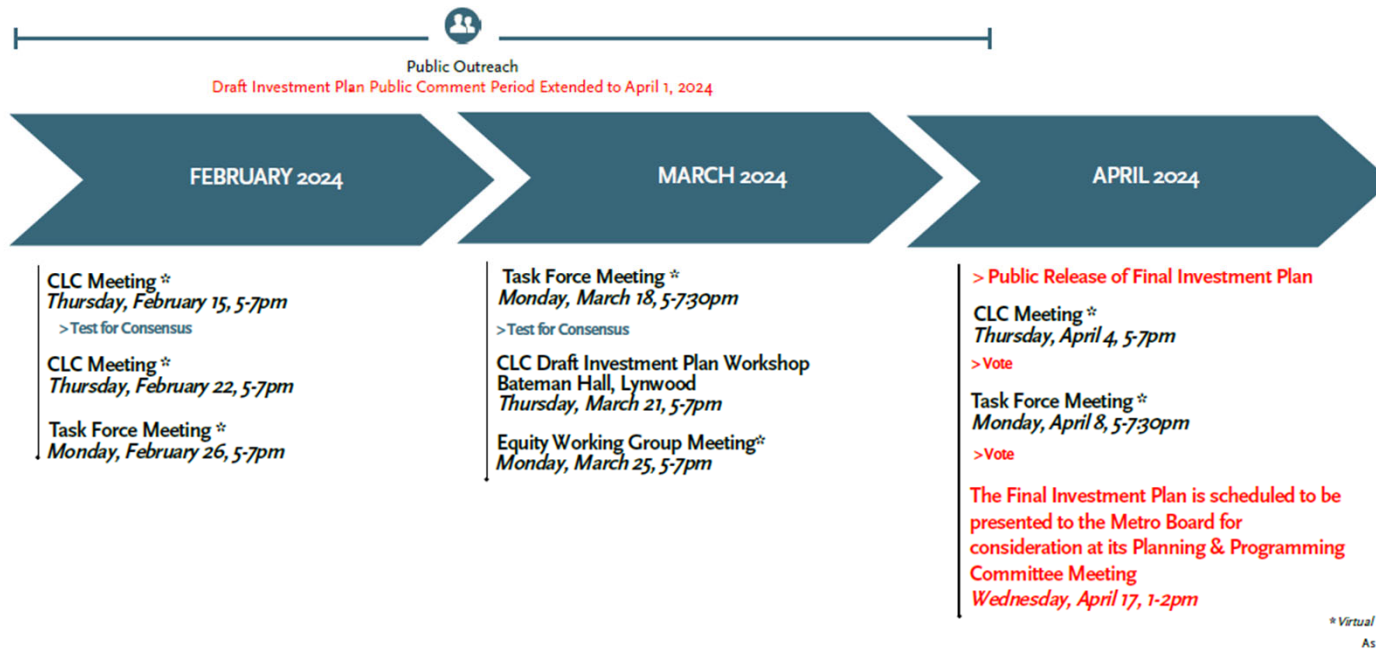 Public Outreach
Draft Investment Plan Public Comment Period Extended to April 1, 2024
FEBRUARY 2024
MARCH 2024
APRIL 2024
CLC Meeting *
Thursday, February 15, 5-7pm
> Test for Consensus
CLC Meeting *
Thursday, February 22, 5-7pm
Task Force Meeting *
Monday, February 26, 5-7pm
Task Force Meeting *
Monday, March 18, 5-7:30pm
> Test for Consensus
CLC Draft Investment Plan Workshop
Bateman Hall, Lynwood
Thursday, March 21, 5-7pm
Equity Working Group Meeting*
Monday, March 25, 5-7pm
> Public Release of Final Investment Plan
CLC Meeting *
Thursday, April 4, 5-7pm
> Vote
Task Force Meeting *
Monday, April 8, 5-7:30pm
> Vote
The Final Investment Plan is scheduled to be
presented to the Metro Board for
consideration at its Planning & Programming
Committee Meeting
Wednesday, April 17, 1-2pm
* Virtual
As